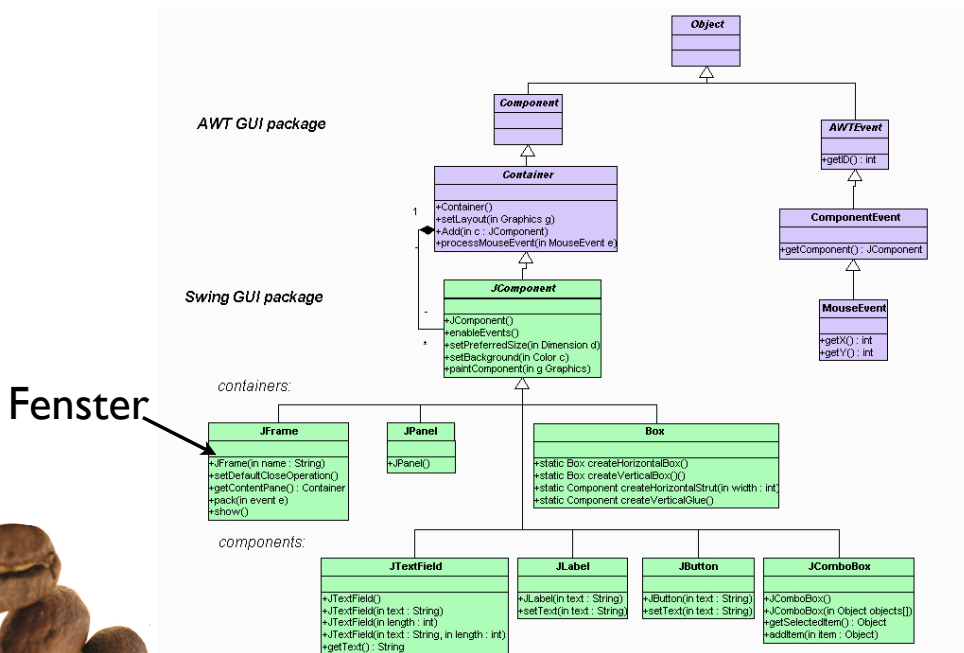 Object
Component
AWT GUI package
AWTEvent
+getID() : int
Container
+Container()
+setLayout(in Graphics g)
+Add(in c : JComponent)
+processMouseEvent(in MouseEvent e)
1
-
ComponentEvent
+getComponent() : JComponent
Swing GUI package
JComponent
+JComponent()
+enableEvents()
+setPreferredSize(in Dimension d)
+setBackground(in Color c)
+paintComponent(in g Graphics)
-
*
MouseEvent
+getX() : int
+getY() : int
containers:
Fenster
JFrame
+JFrame(in name : String)
+setDefaultCloseOperation()
+getContentPane() : Container
+pack(in event e)
+show()
JPanel
+JPanel()
Box
+static Box createHorizontalBox()
+static Box createVerticalBox()()
+static Component createHorizontalStrut(in width : int)
+static Component createVerticalGlue()
components:
JTextField
+JTextField()
+JTextField(in text : String)
+JTextField(in length : int)
+JTextField(in text : String, in length : int)
+getText() : String
JLabel
+JLabel(in text : String)
+setText(in text : String)
JButton
+JButton(in text : String)
+setText(in text : String)
JComboBox
+JComboBox()
+JComboBox(in Object objects[])
+getSelectedItem() : Object
+addItem(in item : Object)